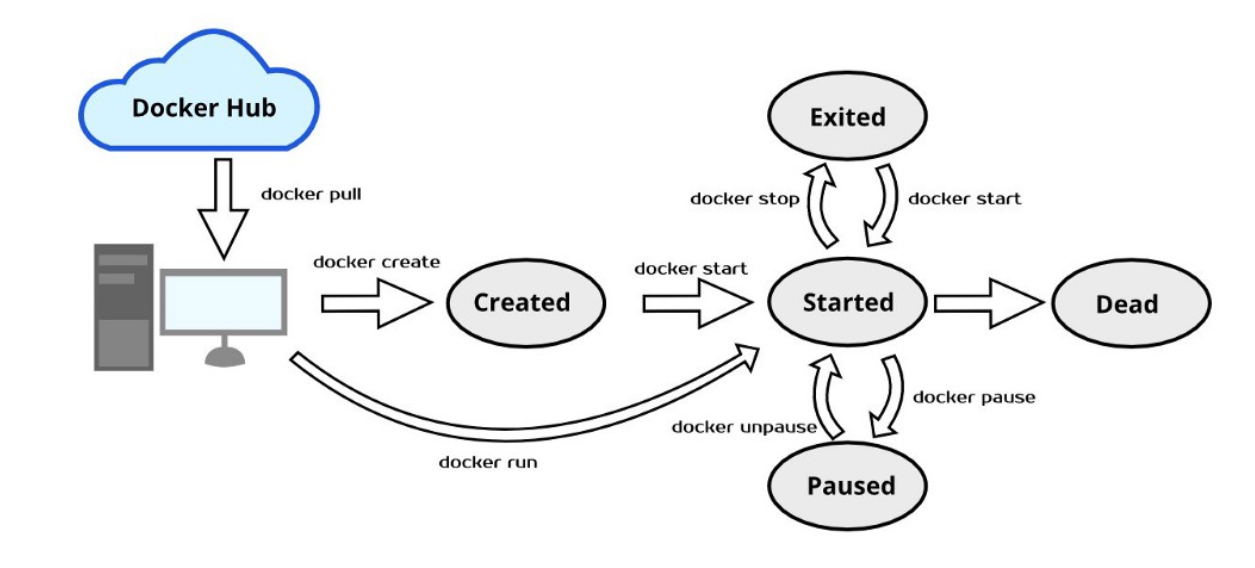 Docker Hub
docker pull
docker create
Created
docker start
Started
docker run
docker stop
Exited
docker start
docker unpause
docker pause
Paused
Dead